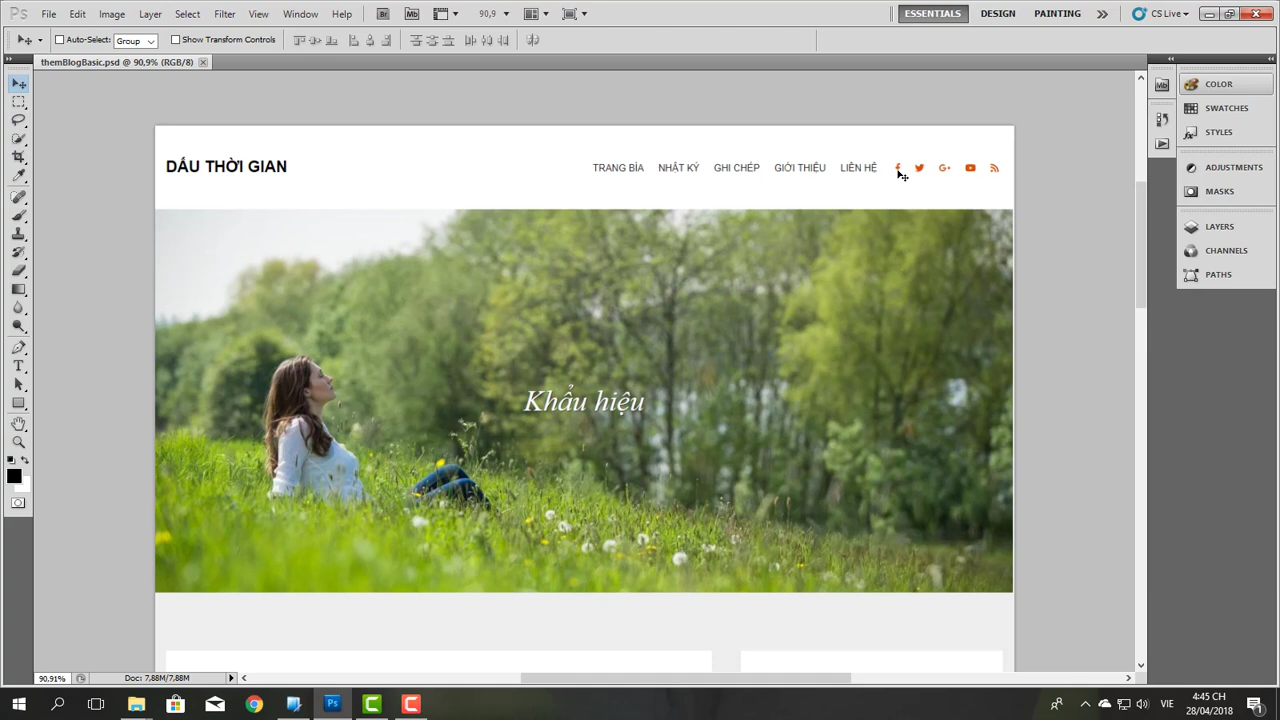 Ps File Edit Image Layer Select Filter View Window Help Br Mb 90,9 ESSENTIALS DESIGN PAINTING CS Live
Auto-Select: Group Show Transform Controls
themBlogBasic.psd @ 90,9% (RGB/8)
Mb COLOR
SWATCHES
STYLES
ADJUSTMENTS
MASKS
LAYERS
CHANNELS
PATHS
DẤU THỜI GIAN TRANG BÌA NHẬT KÝ GHI CHÉP GIỚI THIỆU LIÊN HỆ G+
Khẩu hiệu
90,91% Doc: 7,88M/7,88M
Ps VIE 4:45 CH
28/04/2018 1